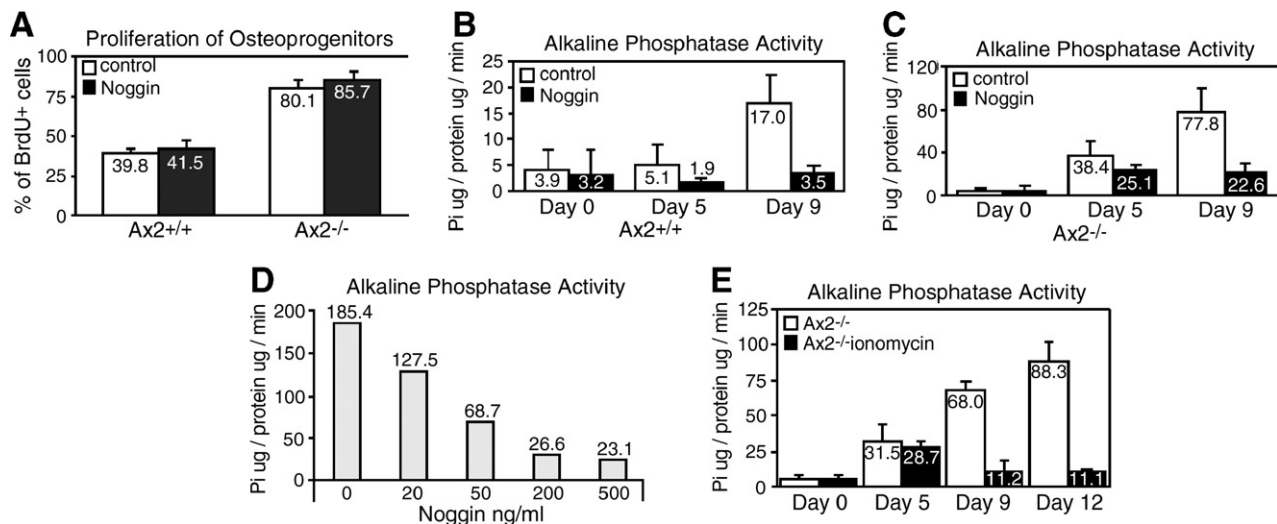 A
Proliferation of Osteoprogenitors
% of BrdU+ cells
100
75
50
25
0
control
Noggin
39.8
41.5
80.1
85.7
Ax2+/+
Ax2-/-
B
Alkaline Phosphatase Activity
Pi ug / protein ug / min
25
20
15
10
5
0
control
Noggin
3.9
3.2
5.1
1.9
17.0
3.5
Day 0 Day 5 Day 9
Ax2+/+
C
Alkaline Phosphatase Activity
Pi ug / protein ug / min
120
80
40
0
control
Noggin
38.4
25.1
77.8
22.6
Day 0 Day 5 Day 9
Ax2-/-
D
Alkaline Phosphatase Activity
Pi ug / protein ug / min
200
150
100
50
0
185.4
127.5
68.7
26.6
23.1
0 20 50 200 500
Noggin ng/ml
E
Alkaline Phosphatase Activity
Pi ug / protein ug / min
125
100
75
50
25
0
Ax2-/-
Ax2-/-ionomycin
31.5
28.7
68.0
11.2
88.3
11.1
Day 0 Day 5 Day 9 Day 12